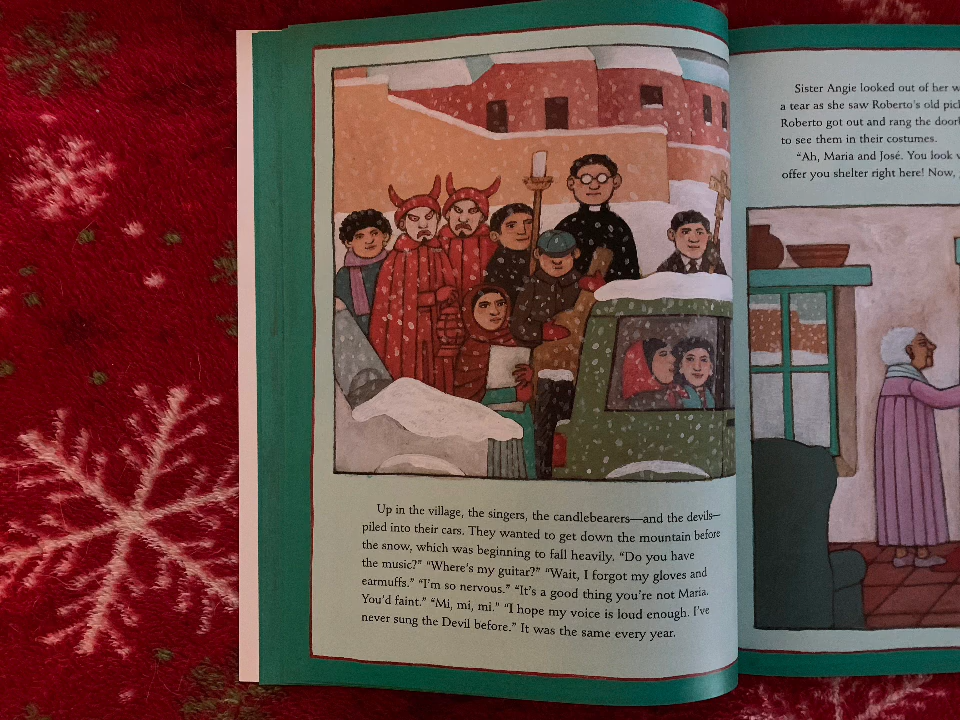 Up in the village, the singers, the candlebearers—and the devils—
piled into their cars. They wanted to get down the mountain before
the snow, which was beginning to fall heavily. “Do you have
the music?” “Where’s my guitar?” “Wait, I forgot my gloves and
earmuffs.” “I’m so nervous.” “It’s a good thing you’re not Maria.
You’d faint.” “Mi, mi, mi.” “I hope my voice is loud enough. I’ve
never sung the Devil before.” It was the same every year.
Sister Angie looked out of her
a tear as she saw Roberto’s old
Roberto got out and rang the
to see them in their costumes.
“Ah, Maria and José. You look
offer you shelter right here! Now,